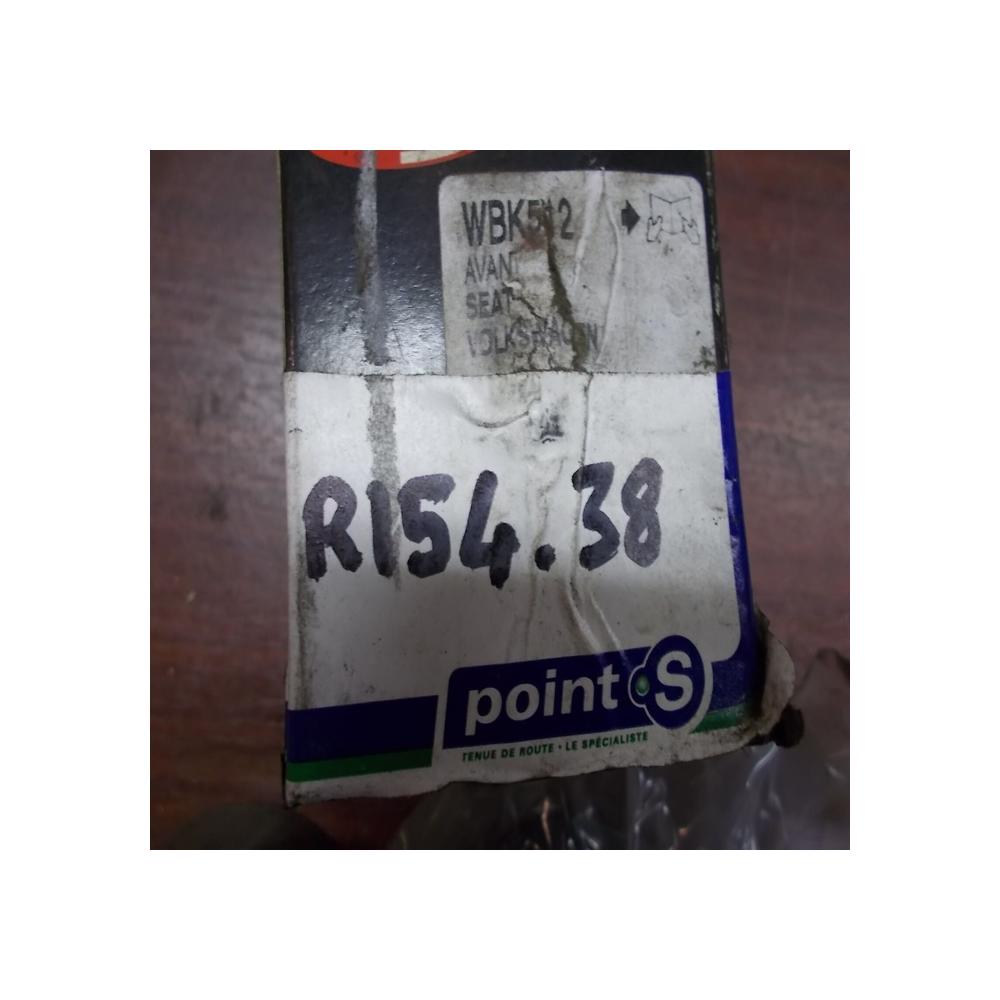 WBK512
AVANT
SEAT
VOLKSWAGEN
R154.38
point S
TENUE DE ROUTE • LE SPÉCIALISTE